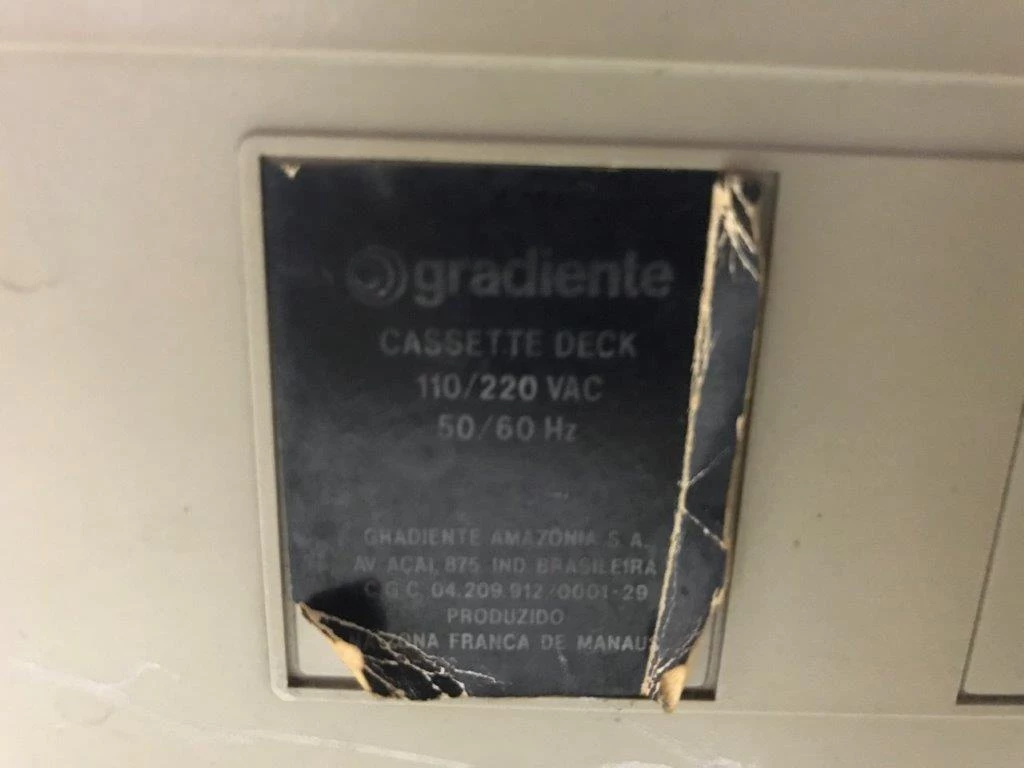 gradiente
CASSETTE DECK
110/220 VAC
50/60 Hz
GRADIENTE AMAZÔNIA S.A.
AV. AÇAÍ, 875 IND. BRASILEIRA
C.G.C. 04.209.912/0001-29
PRODUZIDO
NA ZONA FRANCA DE MANAUS